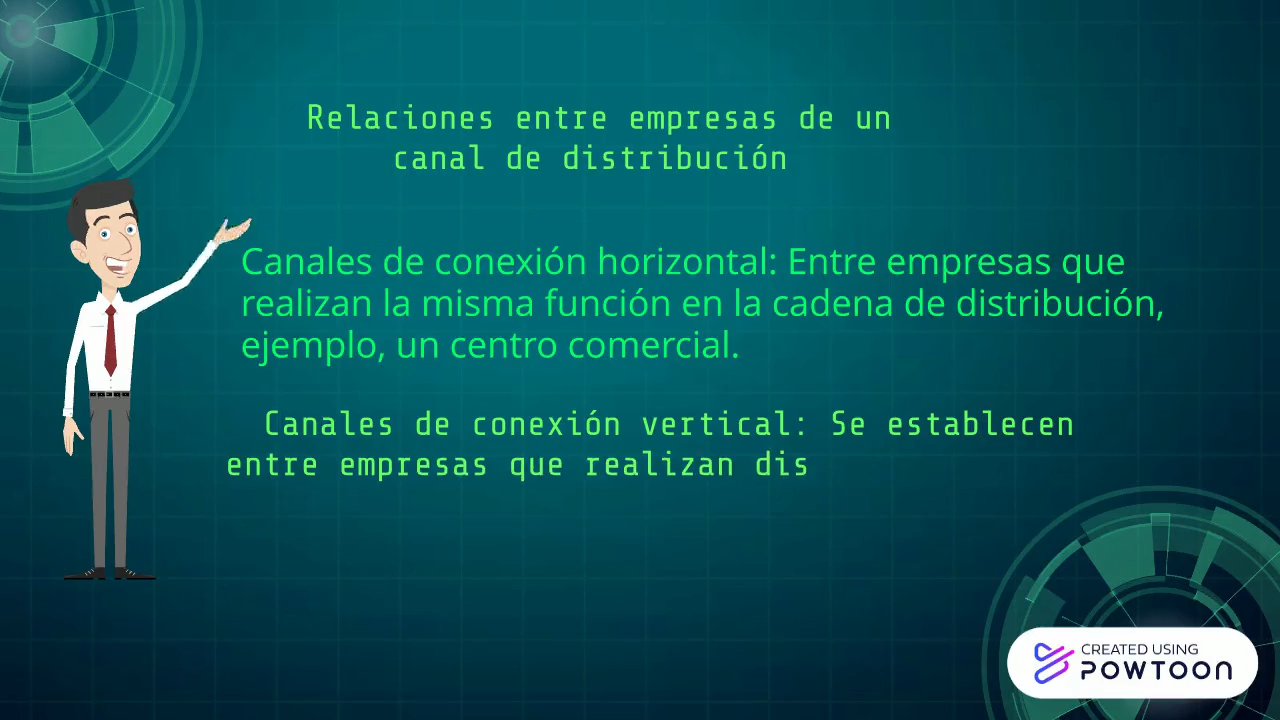 Relaciones entre empresas de un
canal de distribución
Canales de conexión horizontal: Entre empresas que
realizan la misma función en la cadena de distribución,
ejemplo, un centro comercial.
Canales de conexión vertical: Se establecen
entre empresas que realizan dis
CREATED USING
POWTOON